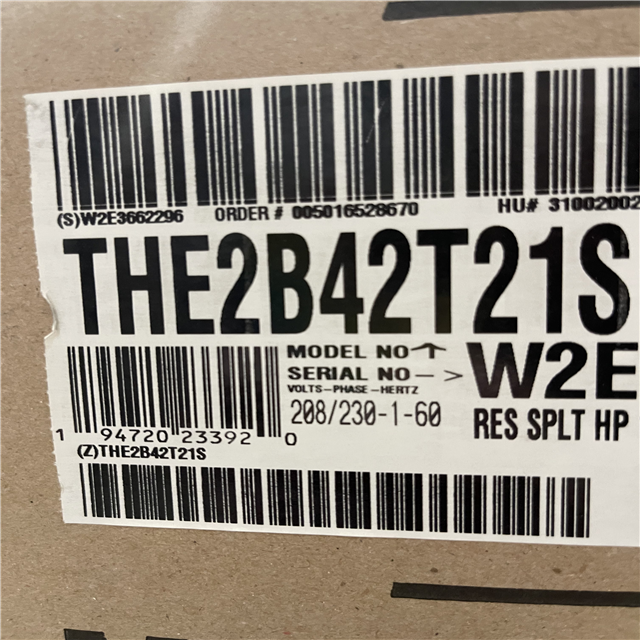 (S)W2E3662296 ORDER # 005016528670 HU# 31002002
THE2B42T21S
MODEL NO ↑
SERIAL NO -> W2E
VOLTS-PHASE-HERTZ
208/230-1-60 RES SPLT HP
1 94720 23392 0
(Z)THE2B42T21S